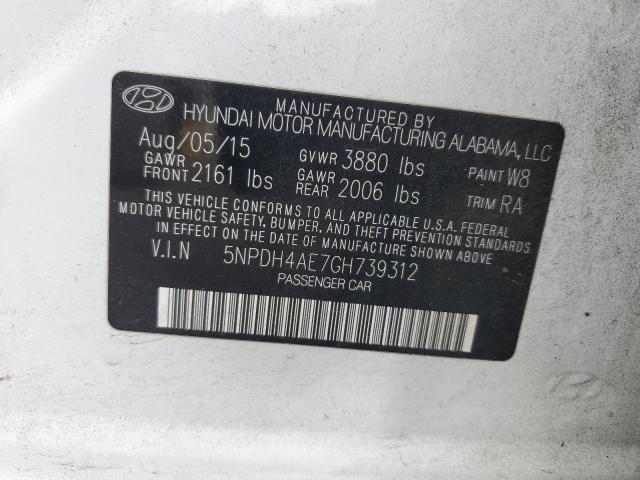 MANUFACTURED BY
HYUNDAI MOTOR MANUFACTURING ALABAMA, LLC
Aug/05/15 GVWR 3880 lbs PAINT W8
GAWR FRONT 2161 lbs GAWR REAR 2006 lbs TRIM RA
THIS VEHICLE CONFORMS TO ALL APPLICABLE U.S.A. FEDERAL
MOTOR VEHICLE SAFETY, BUMPER, AND THEFT PREVENTION STANDARDS
IN EFFECT ON THE DATE OF MANUFACTURE SHOWN ABOVE.
V.I.N 5NPDH4AE7GH739312
PASSENGER CAR